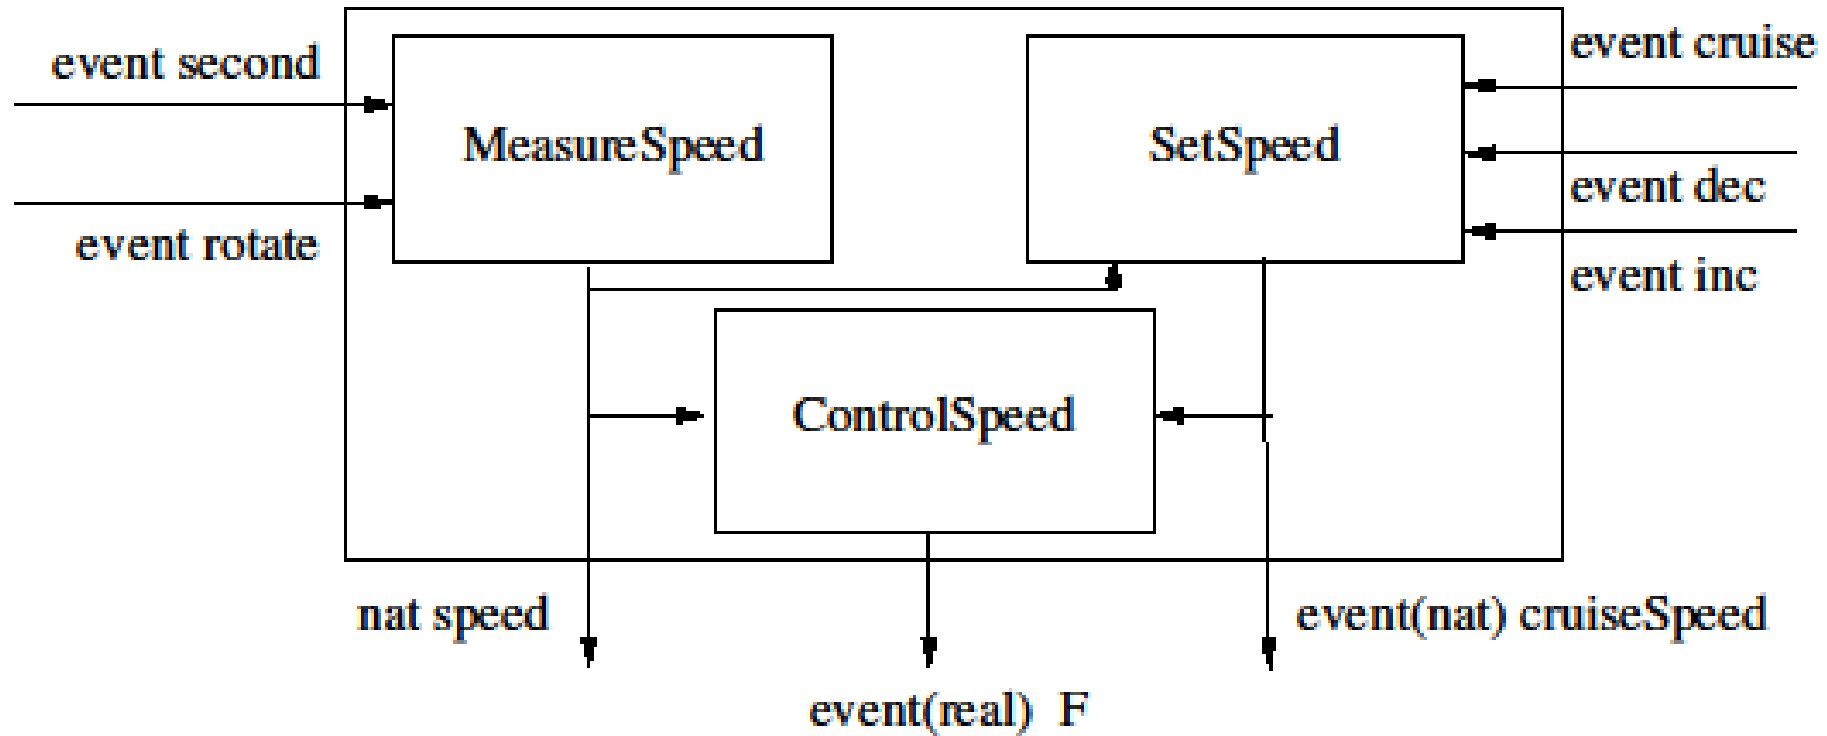 event second
event cruise
MeasureSpeed
SetSpeed
event dec
event rotate
event inc
ControlSpeed
nat speed
event(nat) cruiseSpeed
event(real) F